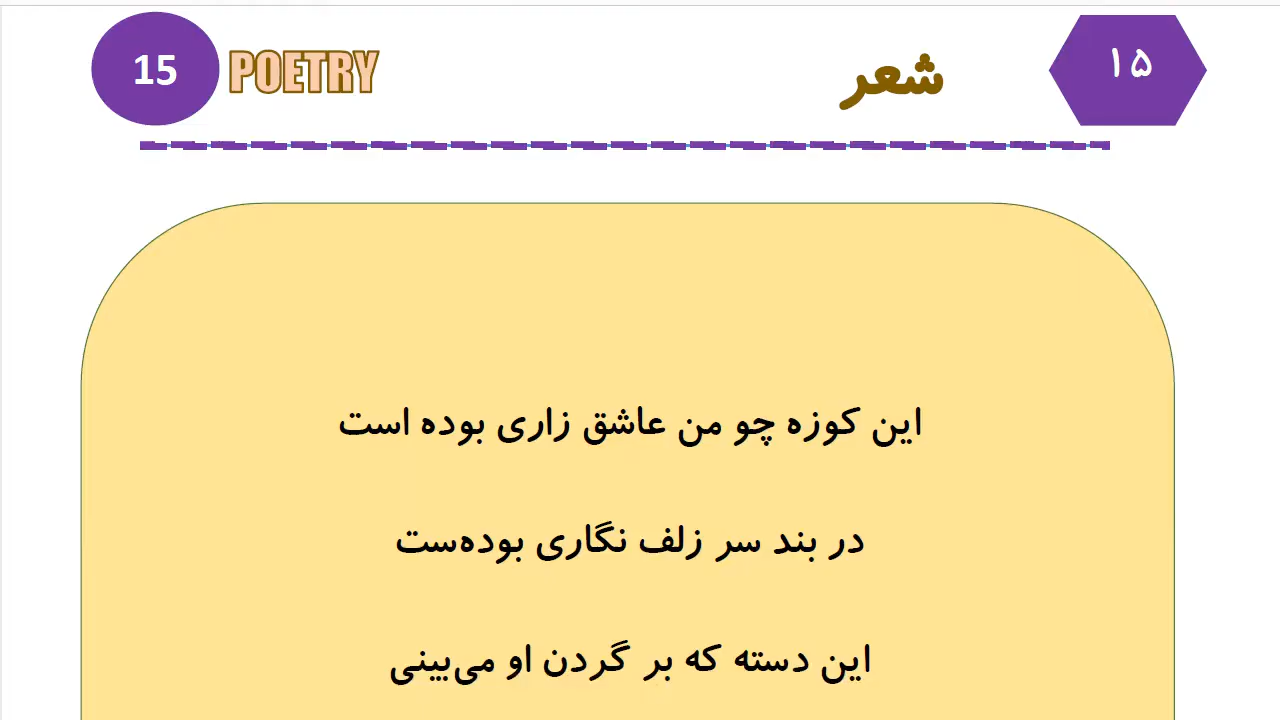 15 POETRY شعر ۱۵
این کوزه چو من عاشق زاری بوده است
در بند سر زلف نگاری بوده‌ست
این دسته که بر گردن او می‌بینی